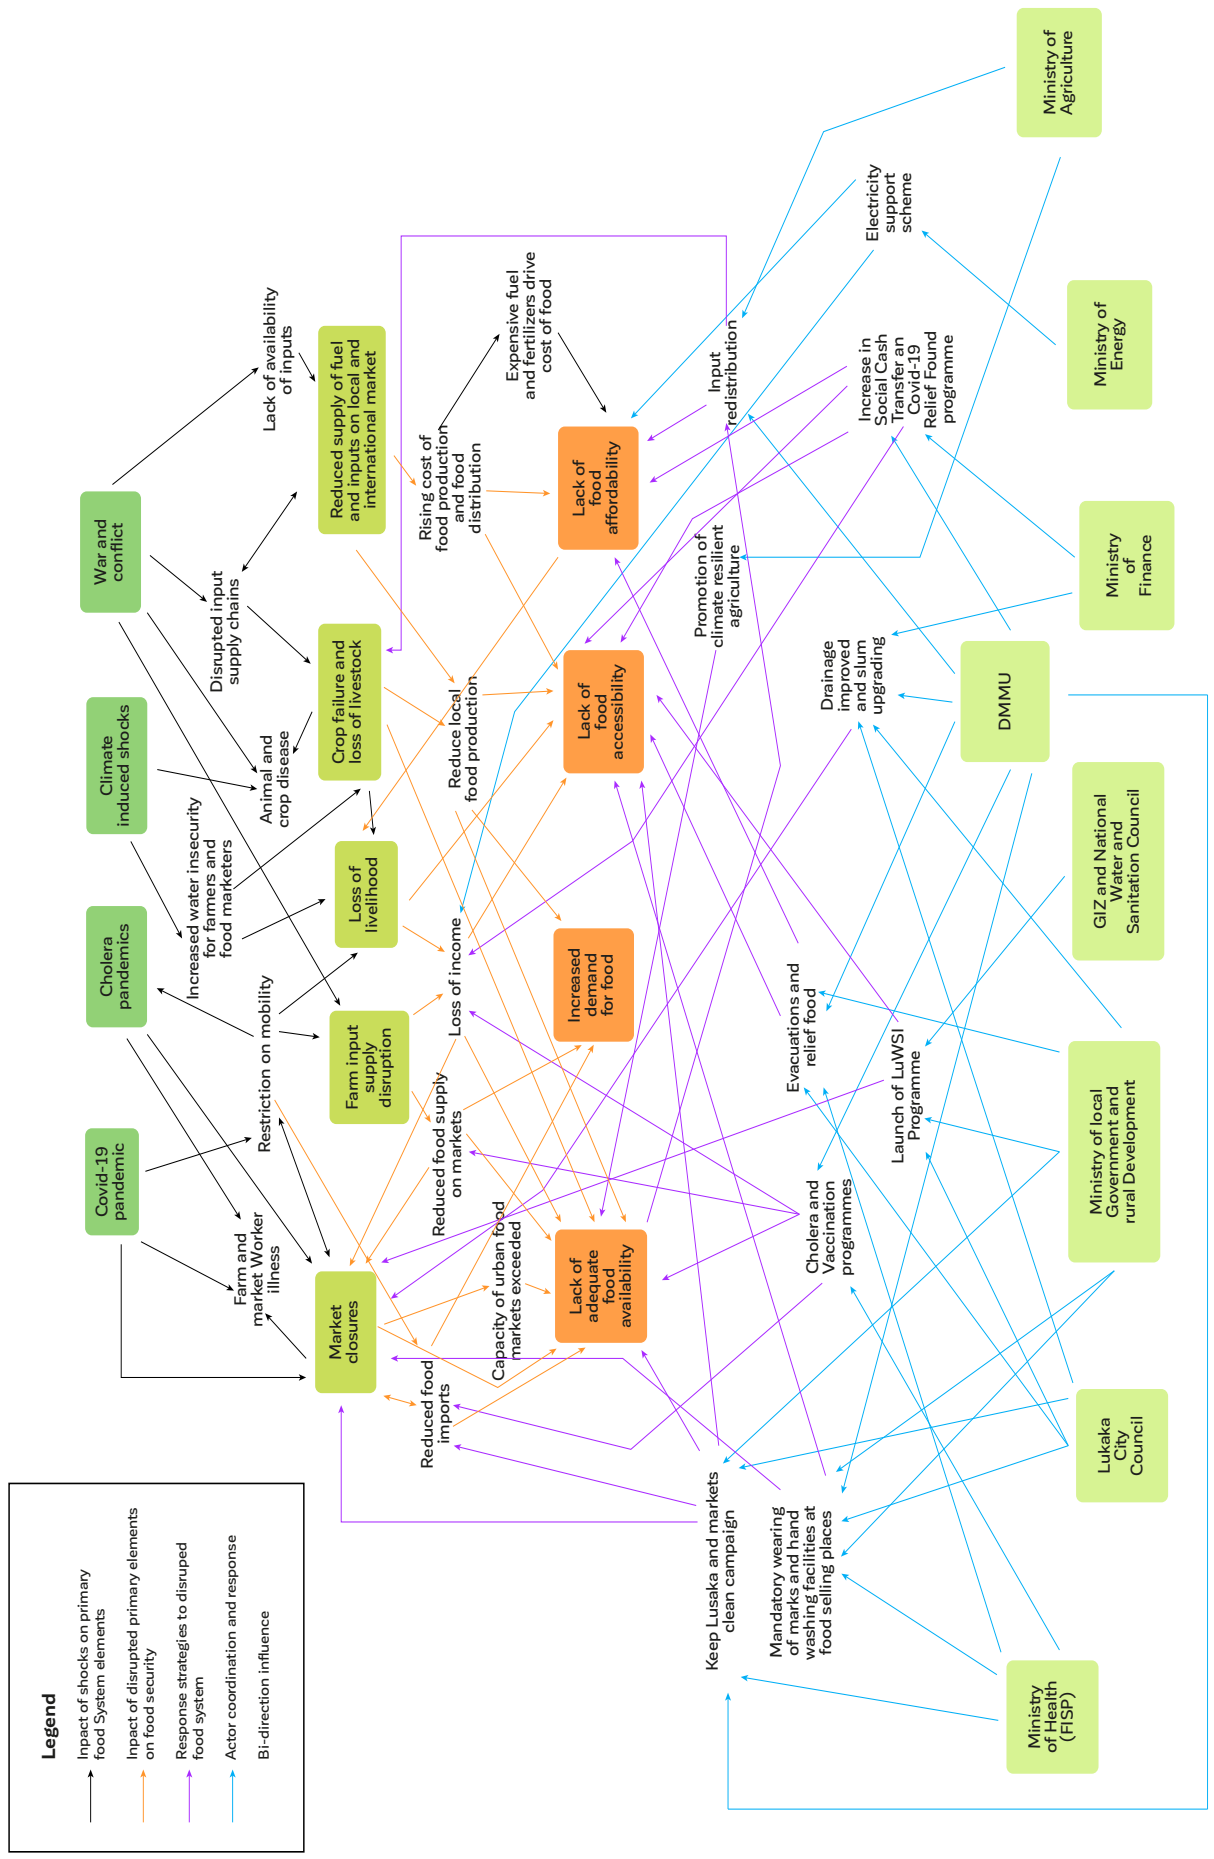 Legend
Inpact of shocks on primary
food System elements
Inpact of disrupted primary elements
on food security
Response strategies to disruped
food system
Actor coordination and response
Bi-direction influence
Covid-19
pandemic
Cholera
pandemics
Climate
induced shocks
War and
conflict
Farm and
market Worker
illness
Restriction on mobility
Increased water insecurity
for farmers and
food marketers
Animal and
crop disease
Disrupted input
supply chains
Lack of availability
of inputs
Market
closures
Farm input
supply
disruption
Loss of
livelihood
Crop failure and
loss of livestock
Reduced supply of fuel
and inputs on local and
international market
Reduced food
imports
Reduced food supply
on markets
Loss of income
Reduce local
food production
Rising cost of
food production
and food
distribution
Capacity of urban food
markets exceeded
Expensive fuel
and fertilizers drive
cost of food
Lack of
adequate
food
availability
Increased
demand
for food
Lack of
food
accessibility
Lack of
food
affordability
Keep Lusaka and markets
clean campaign
Promotion of
climate resilient
agriculture
Input
redistribution
Mandatory wearing
of marks and hand
washing facilities at
food selling places
Cholera and
Vaccination
programmes
Evacuations and
relief food
Launch of LuWSI
Programme
Drainage
improved
and slum
upgrading
Increase in
Social Cash
Transfer an
Covid-19
Relief Found
programme
Electricity
support
scheme
Ministry
of Health
(FISP)
Lukaka
City
Council
Ministry of local
Government and
rural Development
GIZ and National
Water and
Sanitation Council
DMMU
Ministry
of
Finance
Ministry of
Energy
Ministry of
Agriculture